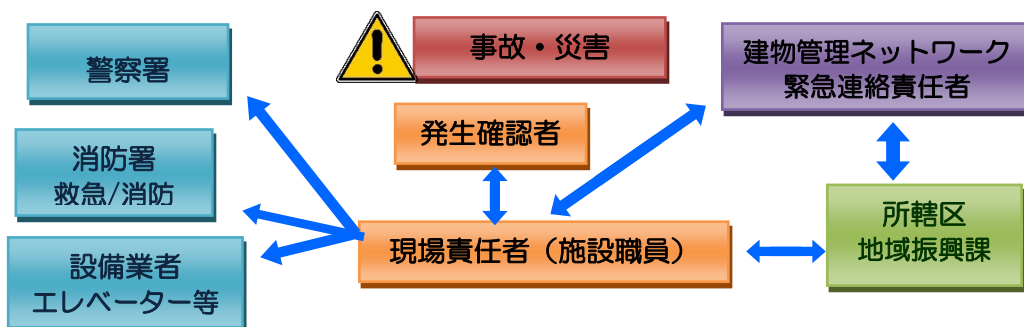 警察署
事故・災害
建物管理ネットワーク
緊急連絡責任者
発生確認者
消防署
救急/消防
現場責任者（施設職員）
所轄区
地域振興課
設備業者
エレベーター等